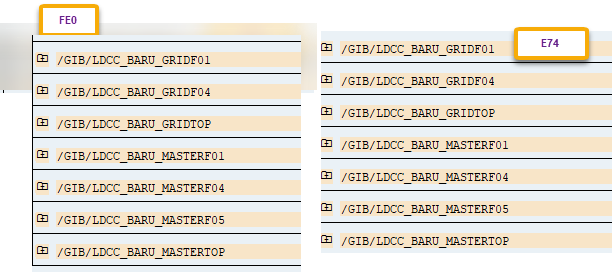 FE0
/GIB/LDCC_BARU_GRIDF01
/GIB/LDCC_BARU_GRIDF04
/GIB/LDCC_BARU_GRIDTOP
/GIB/LDCC_BARU_MASTERF01
/GIB/LDCC_BARU_MASTERF04
/GIB/LDCC_BARU_MASTERF05
/GIB/LDCC_BARU_MASTERTOP
E74
/GIB/LDCC_BARU_GRIDF01
/GIB/LDCC_BARU_GRIDF04
/GIB/LDCC_BARU_GRIDTOP
/GIB/LDCC_BARU_MASTERF01
/GIB/LDCC_BARU_MASTERF04
/GIB/LDCC_BARU_MASTERF05
/GIB/LDCC_BARU_MASTERTOP